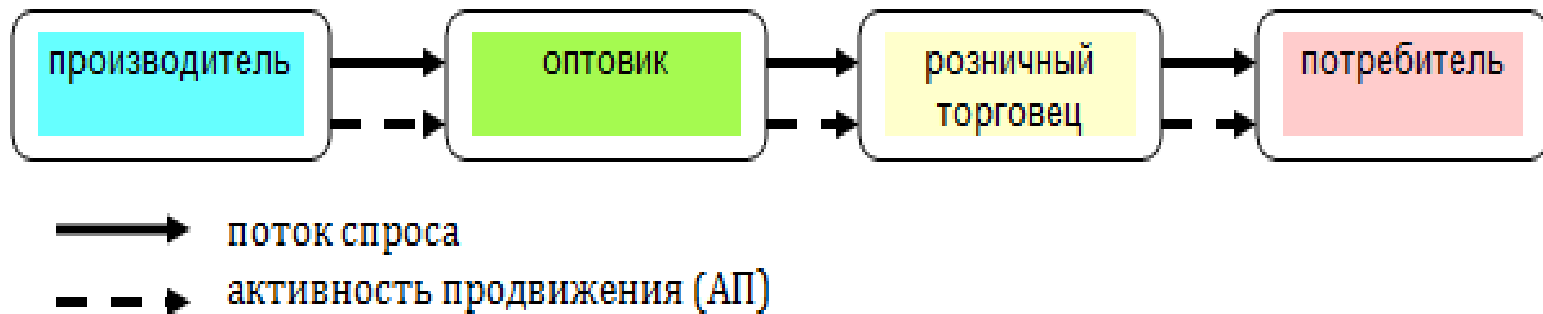 производитель
оптовик
розничный
торговец
потребитель
поток спроса
активность продвижения (АП)